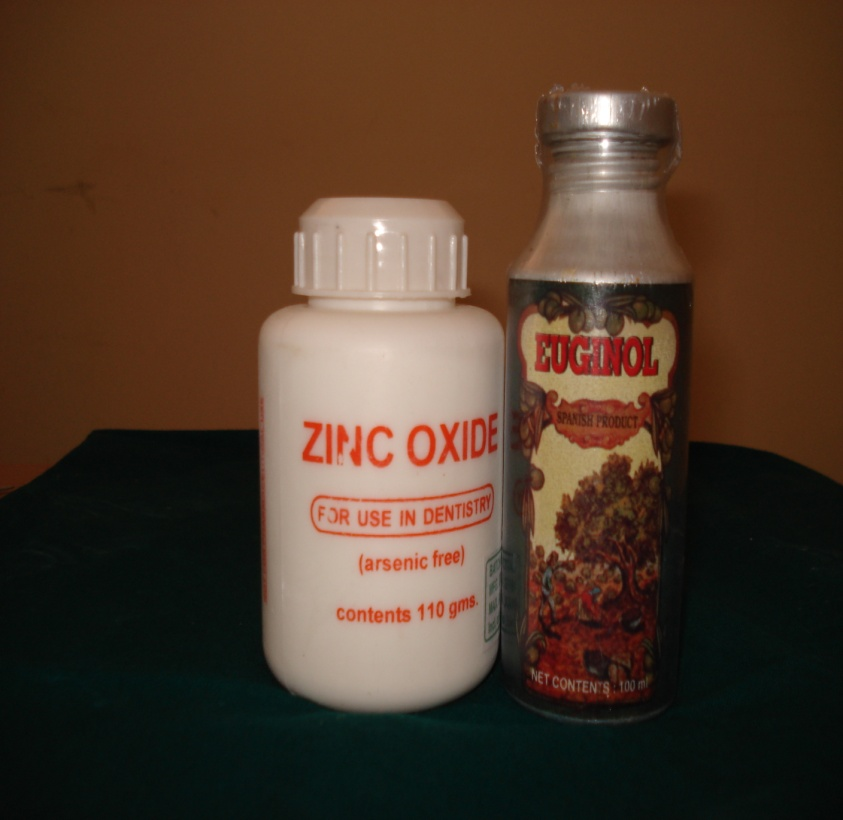 ZINC OXIDE
FOR USE IN DENTISTRY
(arsenic free)
contents 110 gms.
EUGINOL
SPANISH PRODUCT
NET CONTENTS : 100 ml